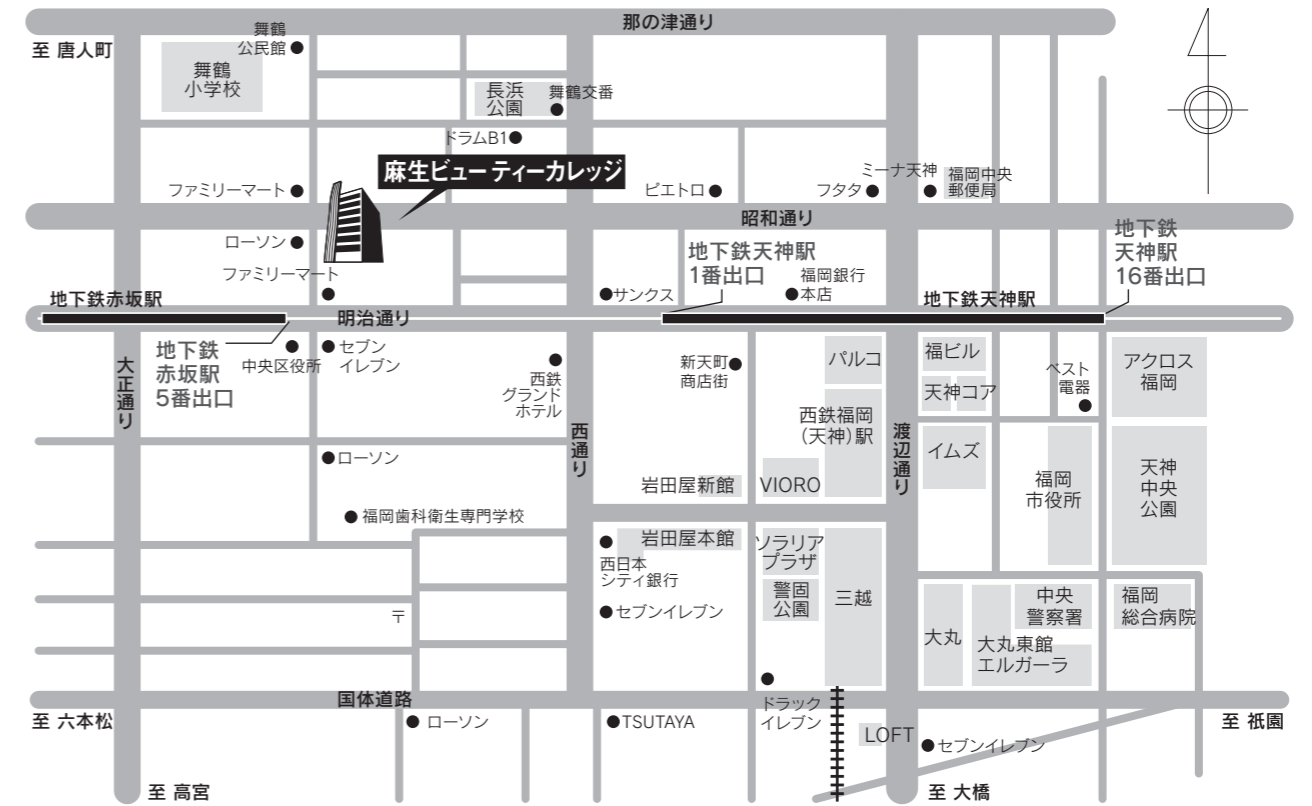 那の津通り
至 唐人町
舞鶴
公民館
舞鶴
小学校
長浜
公園
舞鶴交番
ドラムB1
麻生ビューティーカレッジ
ファミリーマート
ピエトロ
フタタ
ミーナ天神
福岡中央
郵便局
昭和通り
ローソン
ファミリーマート
地下鉄天神駅
1番出口
福岡銀行
本店
地下鉄
天神駅
16番出口
サンクス
地下鉄赤坂駅
地下鉄天神駅
明治通り
地下鉄
赤坂駅
5番出口
中央区役所
セブン
イレブン
大正通り
西鉄
グランド
ホテル
新天町
商店街
パルコ
福ビル
天神コア
ベスト
電器
アクロス
福岡
西鉄福岡
（天神）駅
西通り
渡辺通り
イムズ
福岡
市役所
天神
中央
公園
ローソン
岩田屋新館
VIORO
福岡歯科衛生専門学校
岩田屋本館
ソラリア
プラザ
西日本
シティ銀行
セブンイレブン
警固
公園
三越
大丸
大丸東館
エルガーラ
中央
警察署
福岡
総合病院
〒
国体道路
至 六本松
ローソン
TSUTAYA
ドラック
イレブン
LOFT
セブンイレブン
至 祇園
至 高宮
至 大橋